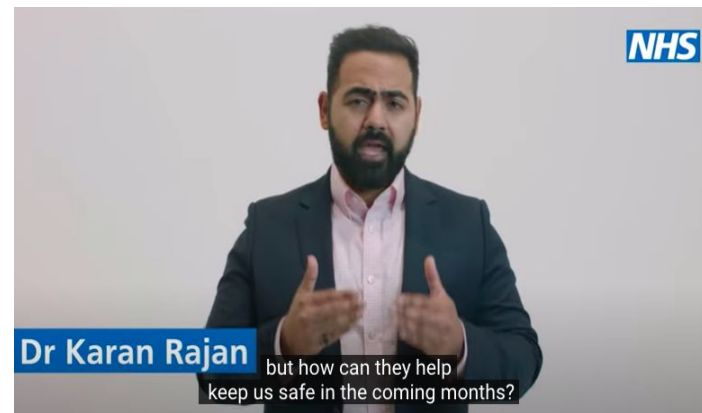 NHS
Dr Karan Rajan
but how can they help
keep us safe in the coming months?